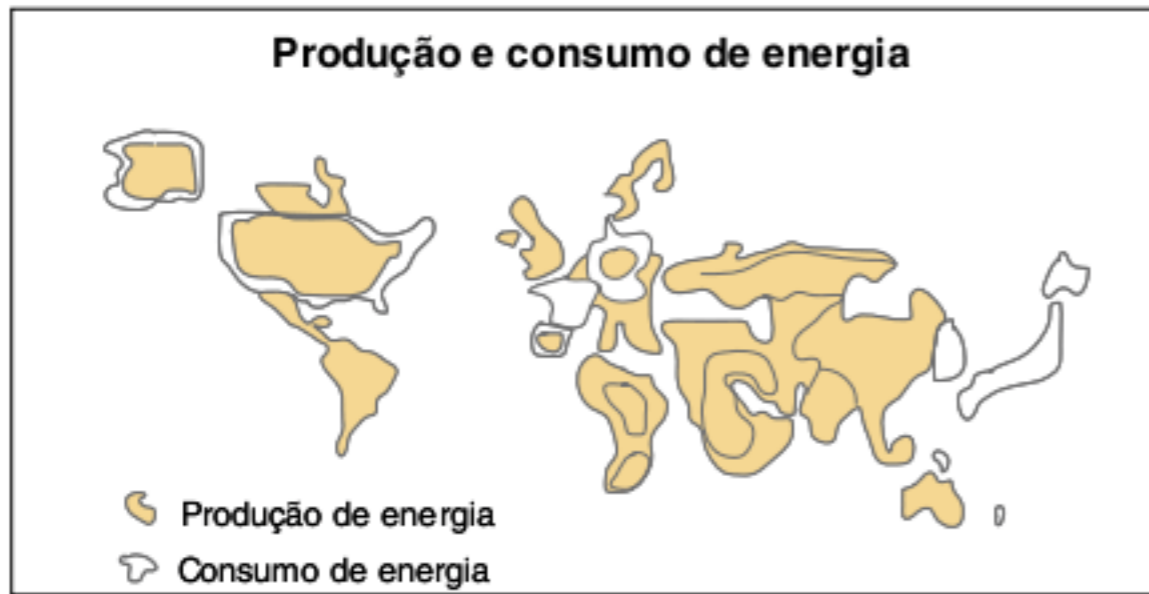 Produção e consumo de energia
Produção de energia
Consumo de energia